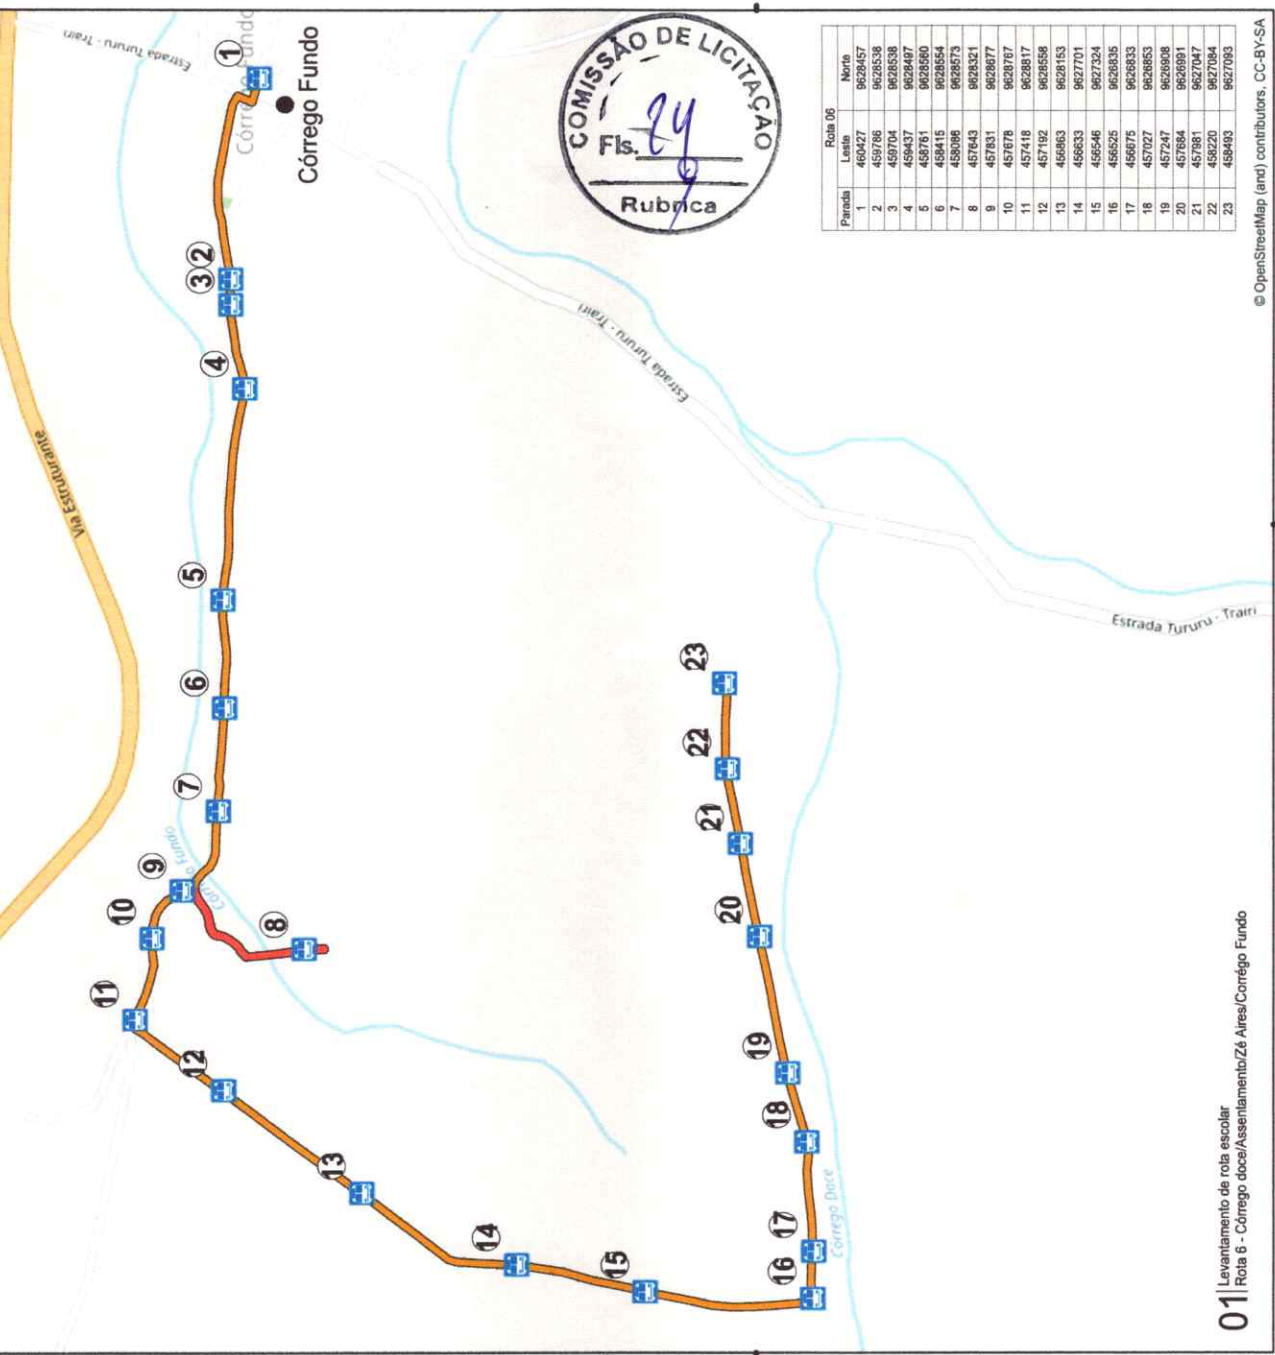 Estrada Tururu - Trairi
Córrego Fundo
Córrego Fundo
Via Estruturante
1
2
3
4
5
6
7
8
9
10
11
12
13
14
15
16
17
18
19
20
21
22
23
Córrego Fundo
Estrada Tururu - Trairi
Estrada Tururu - Trairi
Córrego Doce
COMISSÃO DE LICITAÇÃO
Fls. 24
Rubrica
Rota 06
Parada Leste Norte
1 460427 9628457
2 459786 9628538
3 459704 9628538
4 459437 9628497
5 458761 9628560
6 458415 9628554
7 458086 9628573
8 457643 9628321
9 457831 9628677
10 457678 9628767
11 457418 9628817
12 457192 9628558
13 456863 9628153
14 456633 9627701
15 456546 9627324
16 456525 9626835
17 456675 9626833
18 457027 9626853
19 457247 9626908
20 457684 9626991
21 457981 9627047
22 458220 9627084
23 458493 9627093
© OpenStreetMap (and) contributors, CC-BY-SA
01 Levantamento de rota escolar
Rota 6 - Córrego doce/Assentamento/Zé Aires/Corrégo Fundo